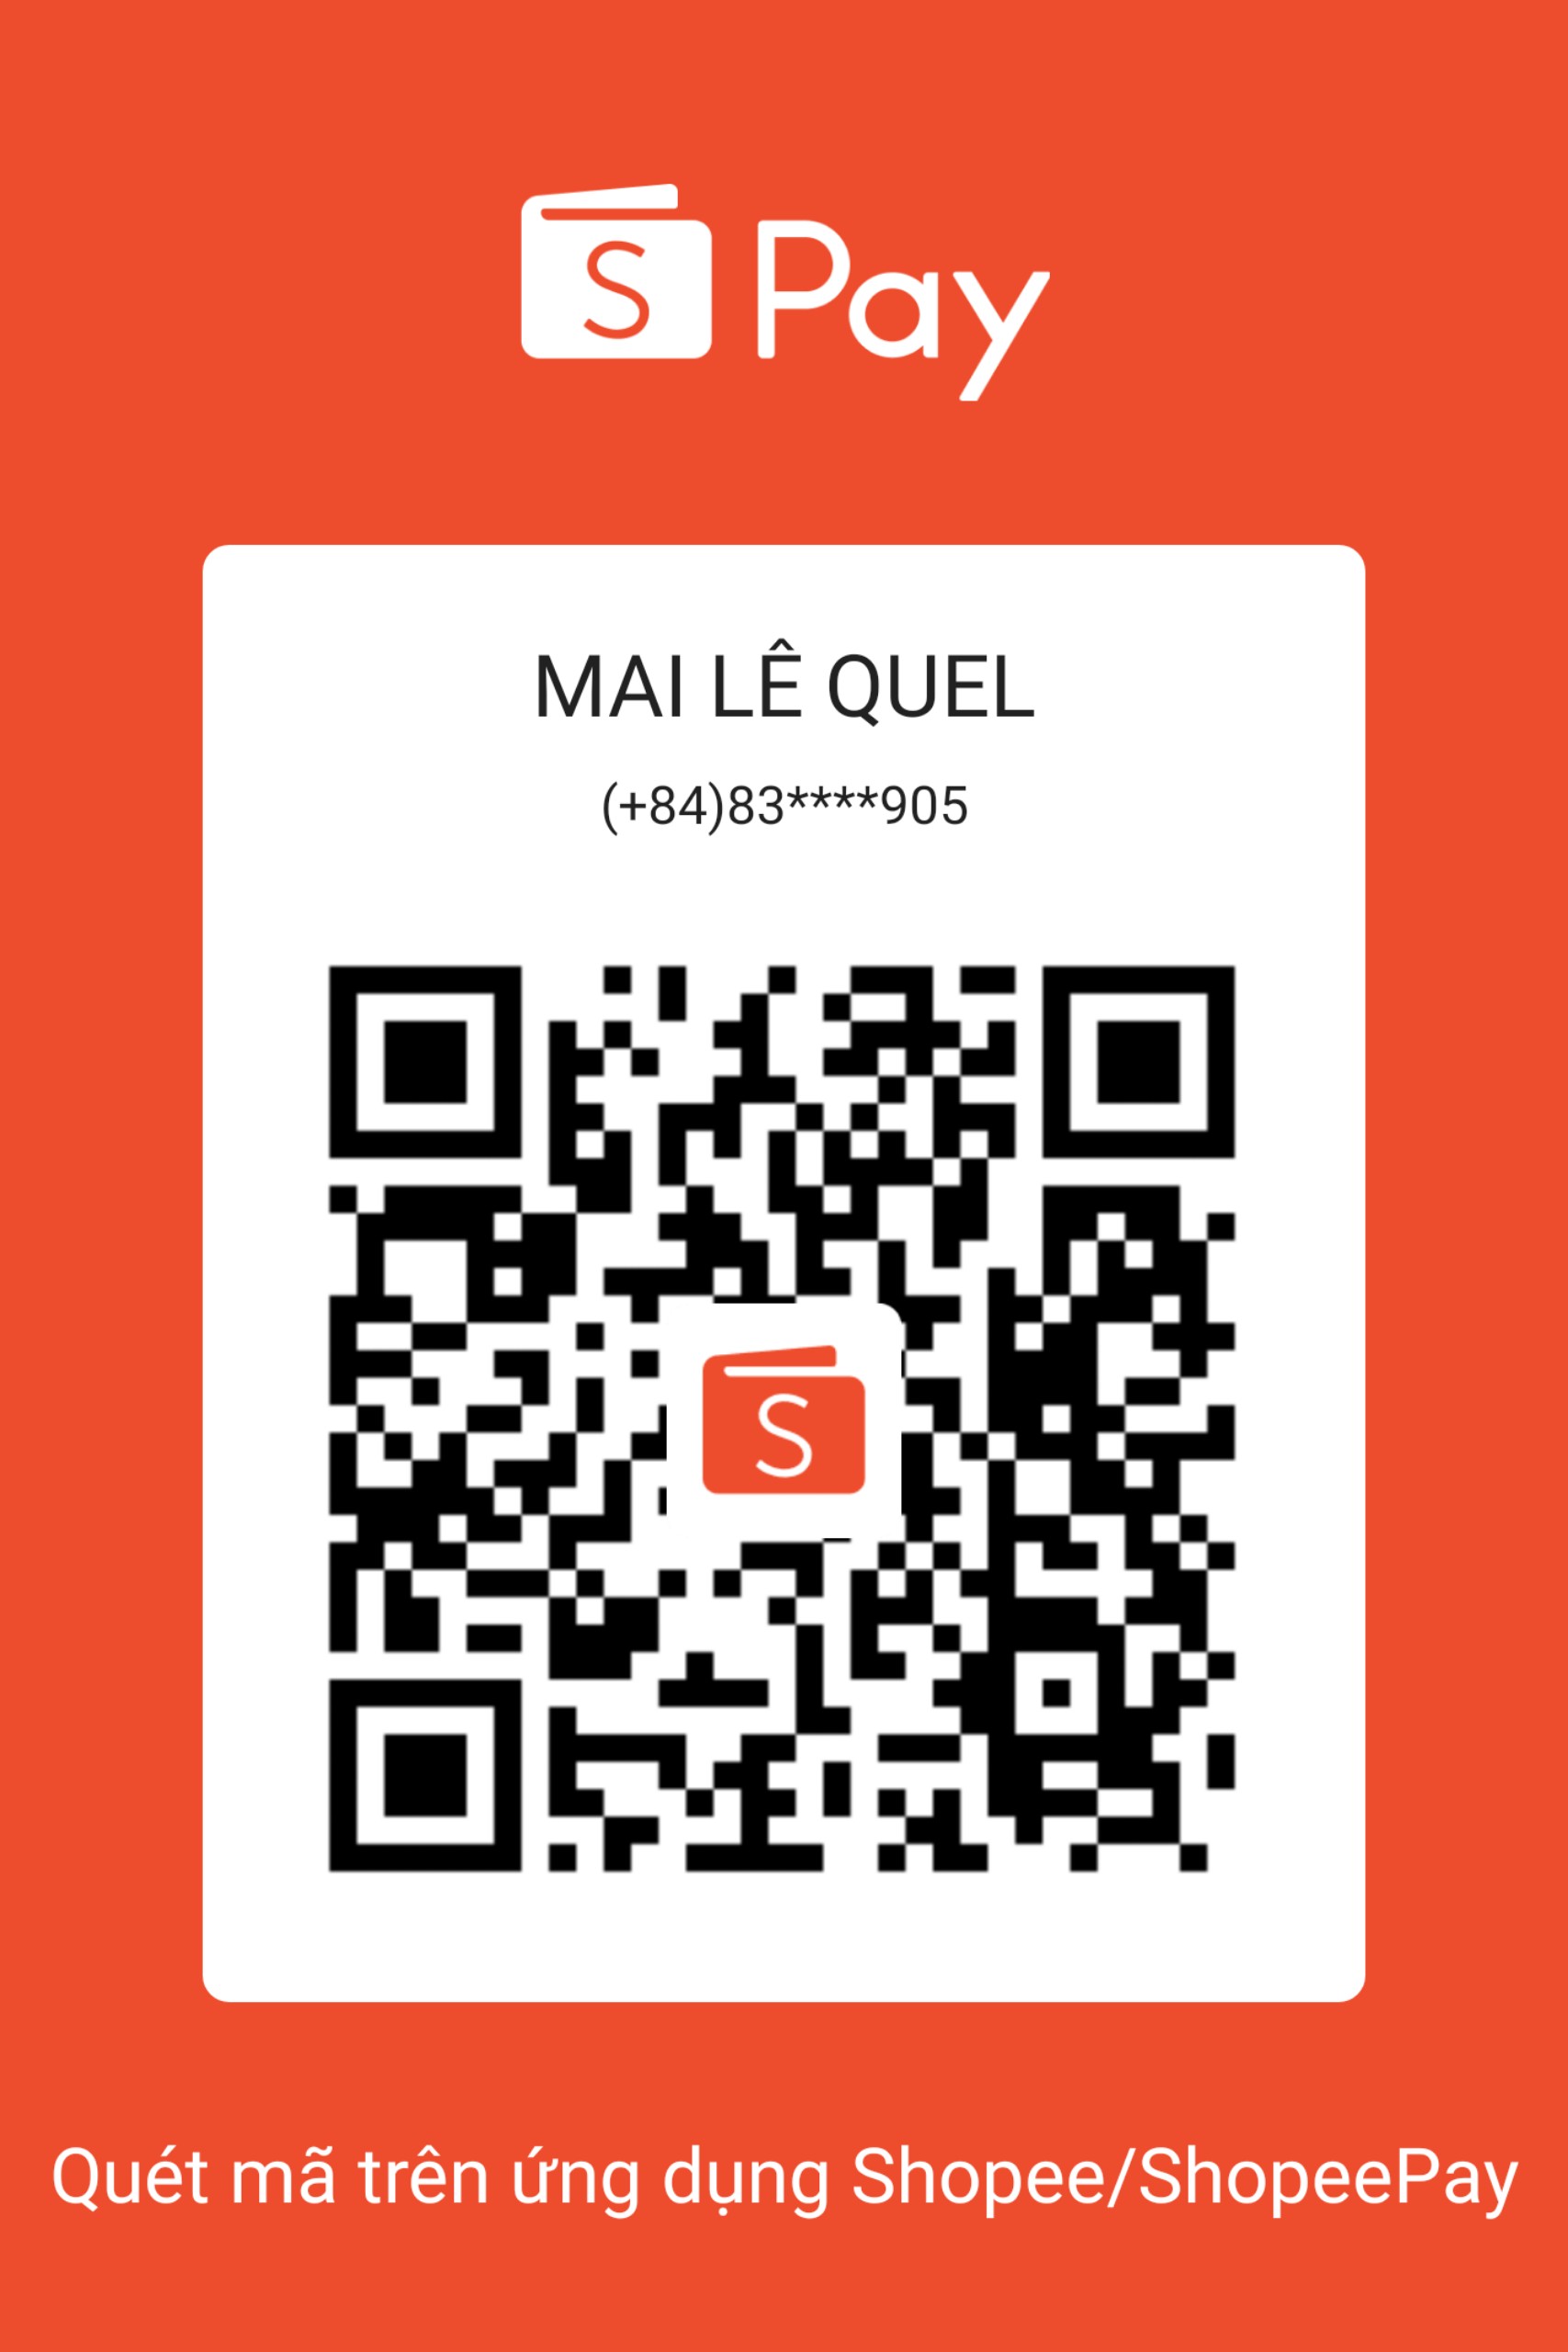 S Pay
MAI LÊ QUEL
(+84)83****905
S
Quét mã trên ứng dụng Shopee/ShopeePay